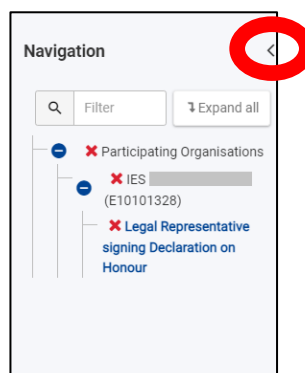 Navigation
Filter
Expand all
Participating Organisations
IES
(E10101328)
Legal Representative
signing Declaration on
Honour